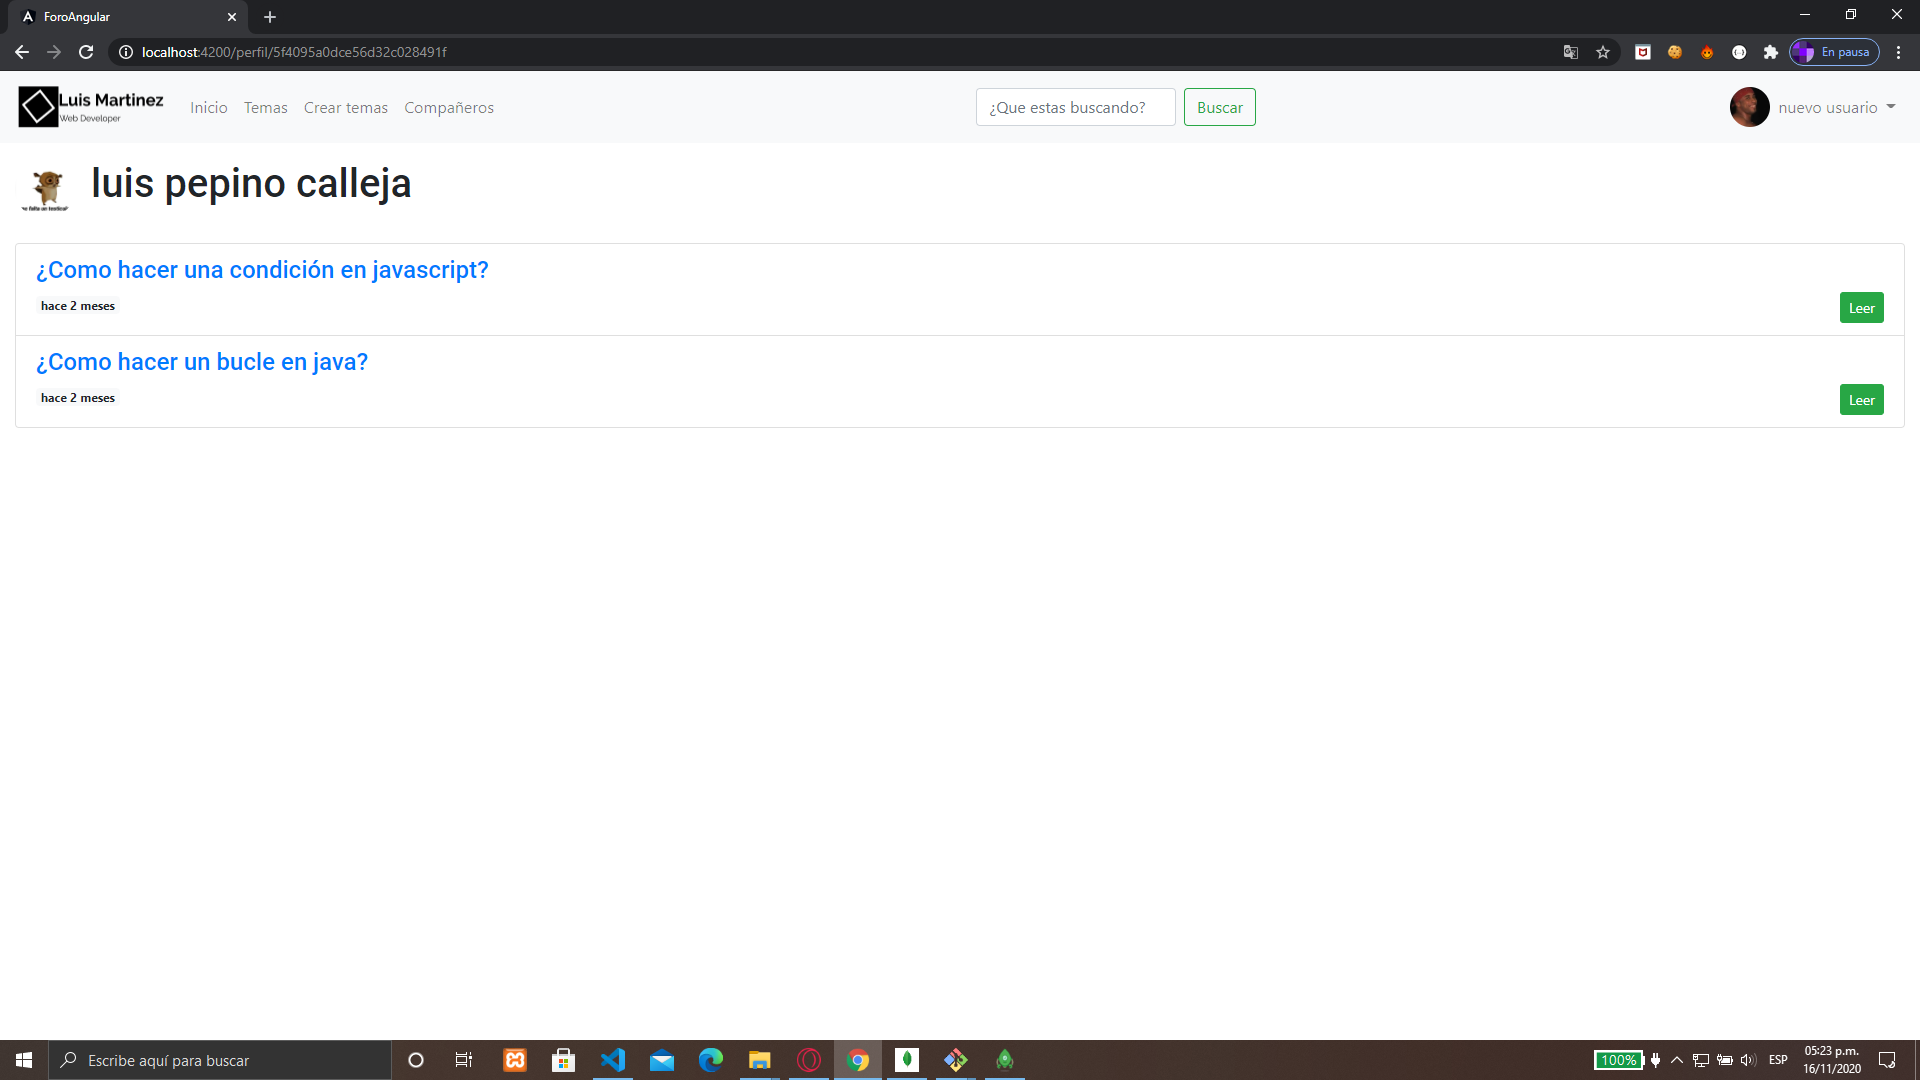 ForoAngular
localhost:4200/perfil/5f4095a0dce56d32c028491f
En pausa
Luis Martinez
Web Developer
Inicio Temas Crear temas Compañeros
¿Que estas buscando? Buscar
nuevo usuario
luis pepino calleja
¿Como hacer una condición en javascript?
hace 2 meses
Leer
¿Como hacer un bucle en java?
hace 2 meses
Leer
Escribe aquí para buscar
100%
ESP
05:23 p.m.
16/11/2020